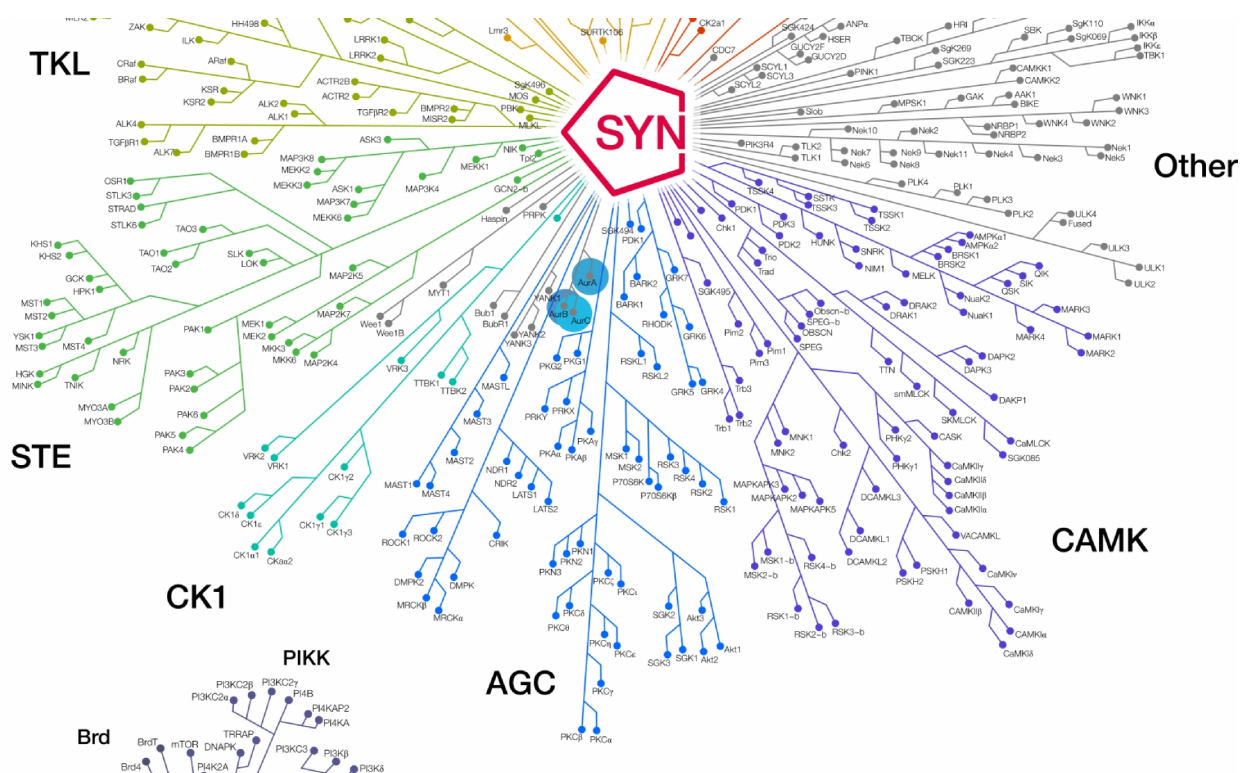 MLK2
ZAK
HH498
ILK
LRRK1
LRRK2
Lmr3
SURTK106
CK2a1
CDC7
SGK424
ANPα
HSER
GUCY2F
GUCY2D
SCYL1
SCYL3
SCYL2
TBCK
HRI
SgK269
SGK223
SBK
SgK110
SgK069
IKKα
IKKβ
IKKε
TBK1
TKL
CRaf
BRaf
ARaf
KSR
KSR2
ACTR2B
ACTR2
TGFβR2
BMPR2
MISR2
SgK496
MOS
PBK
MLKL
ALK2
ALK1
ALK4
TGFβR1
ALK7
BMPR1A
BMPR1B
SYN
PINK1
CAMKK1
CAMKK2
Slob
MPSK1
GAK
AAK1
BIKE
WNK1
WNK3
WNK4
WNK2
NRBP1
NRBP2
Nek10
Nek2
PIK3R4
TLK2
TLK1
Nek7
Nek6
Nek9
Nek8
Nek11
Nek4
Nek3
Nek1
Nek5
Other
ASK3
NIK
Tpl2
MEKK1
GCN2~b
MAP3K8
MEKK2
MEKK3
MAP3K4
ASK1
MAP3K7
MEKK6
OSR1
STLK3
STRAD
STLK6
TAO3
TAO1
TAO2
SLK
LOK
KHS1
KHS2
GCK
HPK1
MST1
MST2
YSK1
MST3
MST4
HGK
MINK
TNIK
NRK
MYO3A
MYO3B
PAK1
PAK3
PAK2
PAK6
PAK5
PAK4
MAP2K5
MAP2K7
MEK1
MEK2
MKK3
MKK6
MAP2K4
STE
Haspin
PRPK
MYT1
Wee1
Wee1B
Bub1
BubR1
YANK1
YANK2
YANK3
AurA
AurB
AurC
VRK3
TTBK1
TTBK2
VRK2
VRK1
CK1γ2
CK1δ
CK1ε
CK1γ1
CK1γ3
CK1α1
CKaα2
CK1
SGK494
PDK1
BARK2
BARK1
GRK7
RHODK
GRK6
GRK5
GRK4
RSKL1
RSKL2
PKG2
PKG1
MASTL
MAST3
MAST2
MAST1
MAST4
PRKY
PRKX
PKAγ
PKAα
PKAβ
NDR1
NDR2
LATS1
LATS2
ROCK1
ROCK2
CRIK
DMPK2
DMPK
MRCKβ
MRCKα
MSK1
MSK2
P70S6K
P70S6Kβ
RSK3
RSK4
RSK2
RSK1
PKN3
PKN2
PKN1
PKCζ
PKCι
PKCδ
PKCθ
PKCη
PKCε
PKCγ
PKCβ
PKCα
SGK2
SGK3
SGK1
Akt3
Akt2
Akt1
AGC
TSSK4
SSTK
TSSK3
TSSK1
TSSK2
PDK1
Chk1
PDK3
PDK2
Trio
Trad
HUNK
SNRK
NIM1
SGK495
PLK4
PLK1
PLK3
PLK2
ULK4
Fused
ULK3
ULK1
ULK2
AMPKα1
AMPKα2
BRSK1
BRSK2
MELK
QIK
SIK
QSK
NuaK2
NuaK1
MARK3
MARK4
MARK1
MARK2
Pim2
Pim1
Pim3
Trb3
Trb1
Trb2
Obscn~b
SPEG~b
OBSCN
SPEG
DRAK2
DRAK1
DAPK2
DAPK3
DAPK1
TTN
smMLCK
SKMLCK
CaMLCK
SGK085
MNK1
MNK2
MAPKAPK3
MAPKAPK2
MAPKAPK5
Chk2
PHKγ2
PHKγ1
CASK
CaMKIIγ
CaMKIIδ
CaMKIIβ
CaMKIIα
DCAMKL3
DCAMKL1
DCAMKL2
VACAMKL
PSKH1
PSKH2
CaMKIv
CAMKIIβ
CaMKIγ
CAMKIα
CaMKIδ
MSK1~b
MSK2~b
RSK4~b
RSK1~b
RSK2~b
RSK3~b
CAMK
PIKK
PI3KC2γ
PI3KC2β
PI3KC2α
PI4B
PI4KAP2
PI4KA
TRRAP
DNAPK
mTOR
PI4K2A
PI3KC3
PI3Kβ
PI3Kδ
Brd
BrdT
Brd4